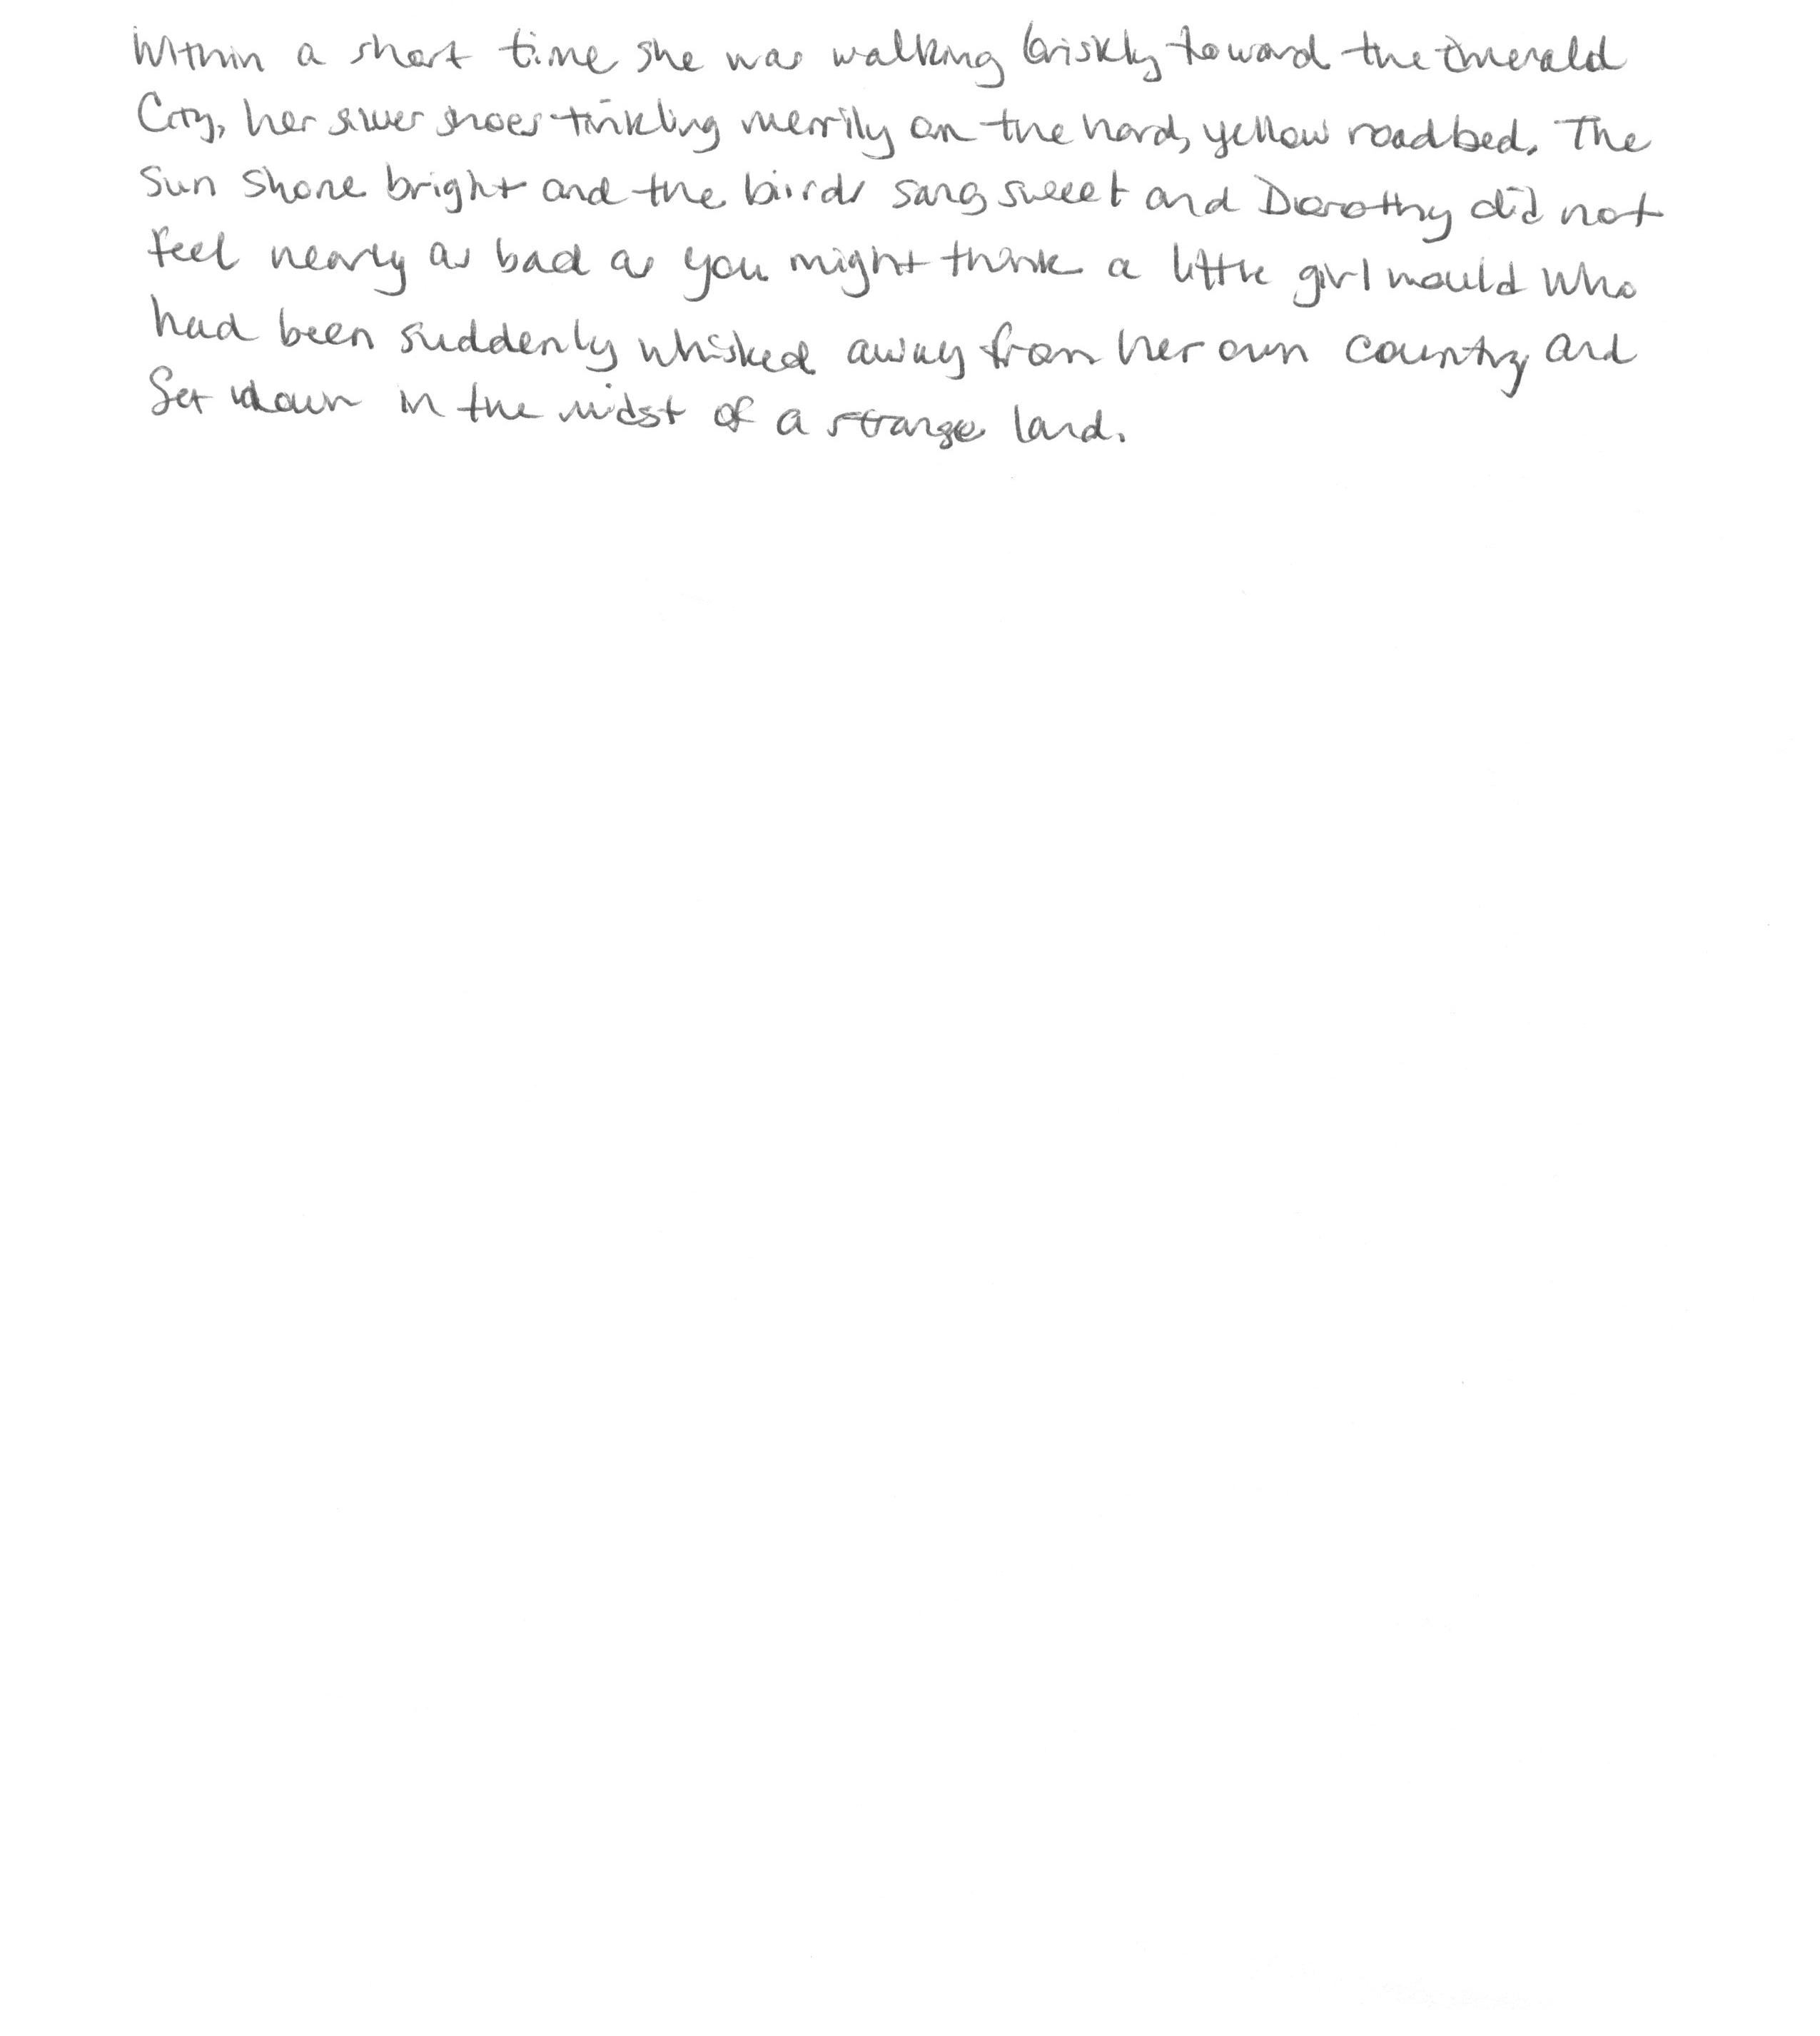 Within a short time she was walking briskly toward the Emerald
City, her silver shoes tinkling merrily on the hard, yellow roadbed. The
sun shone bright and the birds sang sweet and Dorothy did not
feel nearly as bad as you might think a little girl would who
had been suddenly whisked away from her own country and
set down in the midst of a strange land.